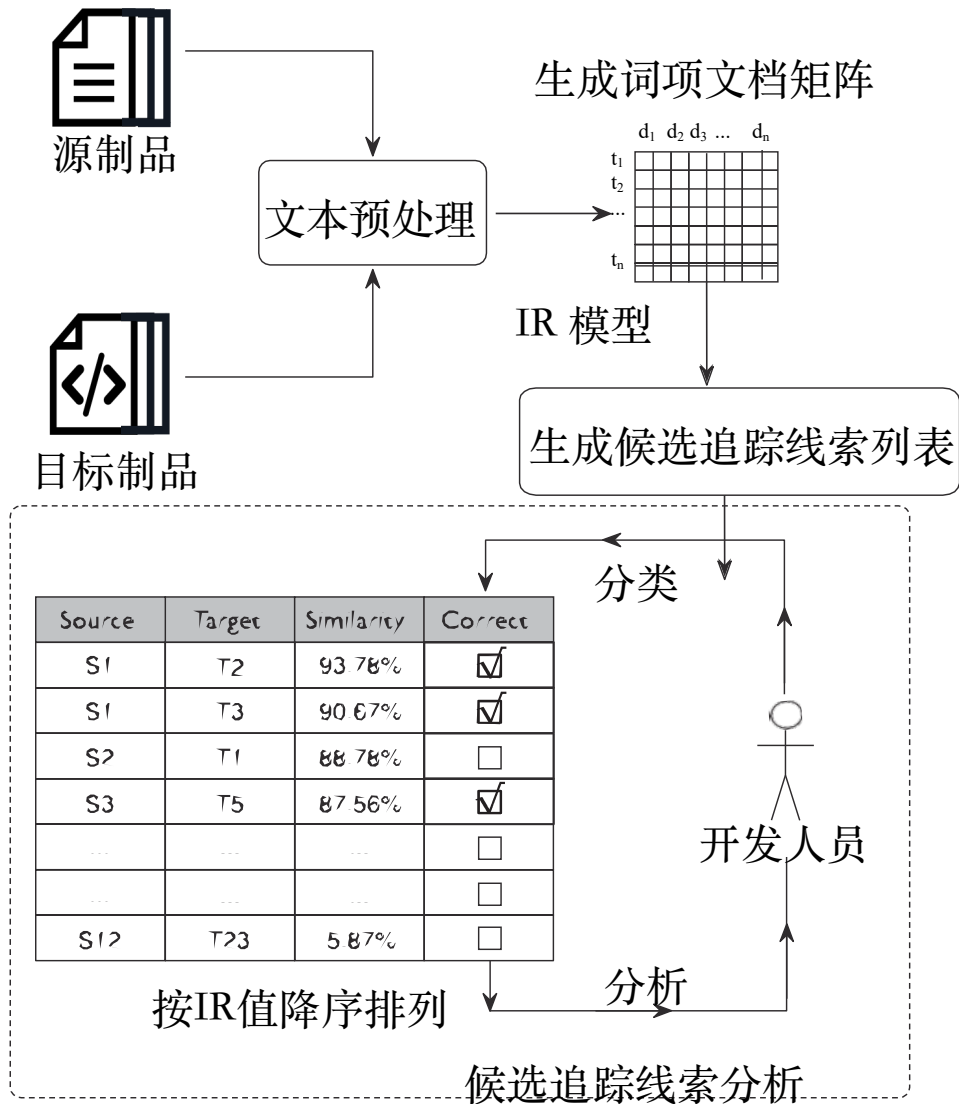 源制品
生成词项文档矩阵
d1 d2 d3 ... dn
t1
t2
...
tn
文本预处理
IR 模型
目标制品
生成候选追踪线索列表
分类
Source Target Similarity Correct
S1 T2 93.78%
S1 T3 90.67%
S2 T1 88.78%
S3 T5 87.56%
... ... ...
... ... ...
S12 T23 5.87%
开发人员
按IR值降序排列
分析
候选追踪线索分析